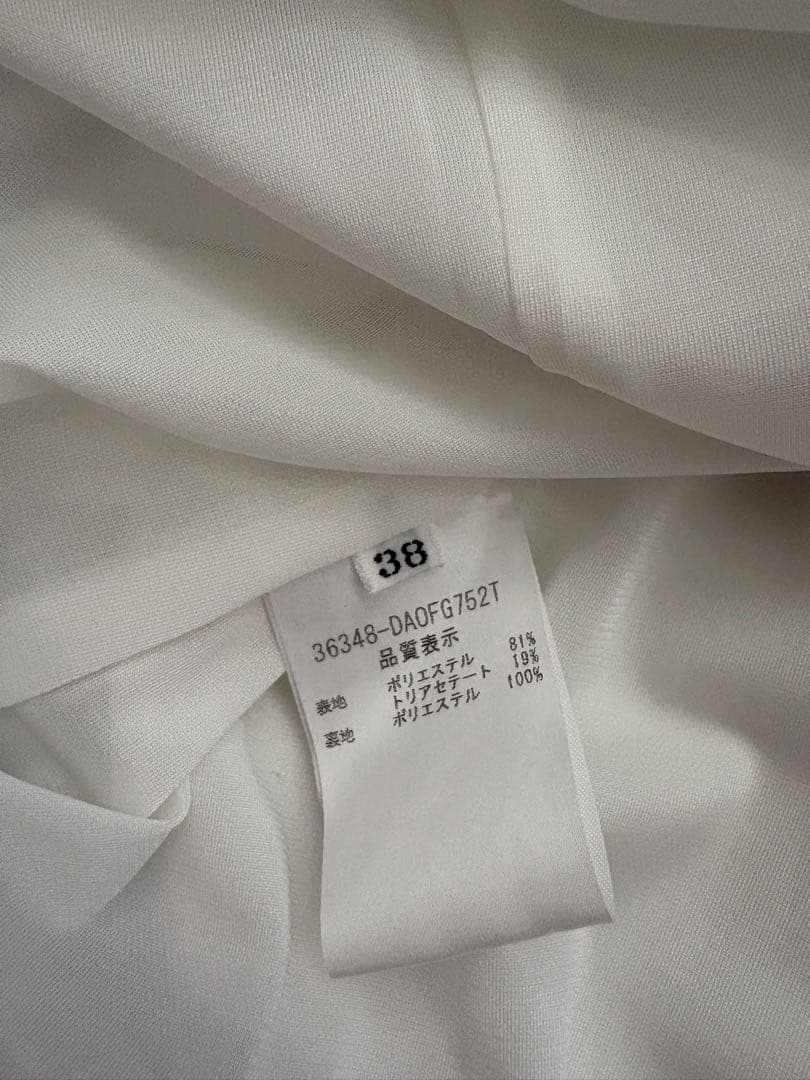 38
36348-DAOFG752T
品質表示
表地 ポリエステル 81%
トリアセテート 19%
裏地 ポリエステル 100%